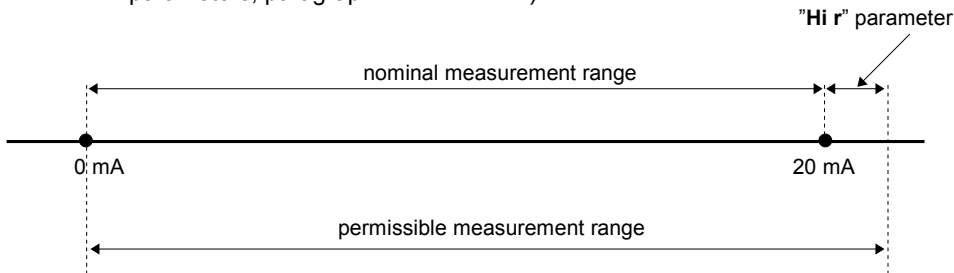 "Hi r" parameter
nominal measurement range
0 mA
20 mA
permissible measurement range